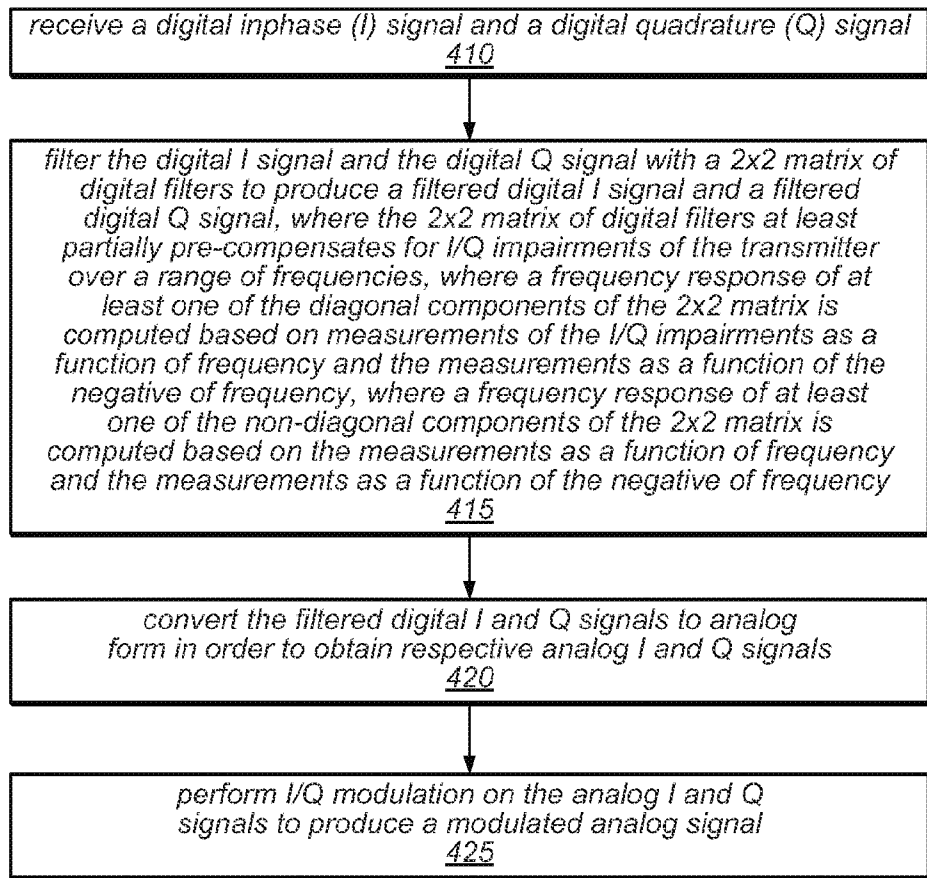 receive a digital inphase (I) signal and a digital quadrature (Q) signal
410
filter the digital I signal and the digital Q signal with a 2x2 matrix of
digital filters to produce a filtered digital I signal and a filtered
digital Q signal, where the 2x2 matrix of digital filters at least
partially pre-compensates for I/Q impairments of the transmitter
over a range of frequencies, where a frequency response of at
least one of the diagonal components of the 2x2 matrix is
computed based on measurements of the I/Q impairments as a
function of frequency and the measurements as a function of the
negative of frequency, where a frequency response of at least
one of the non-diagonal components of the 2x2 matrix is
computed based on the measurements as a function of frequency
and the measurements as a function of the negative of frequency
415
convert the filtered digital I and Q signals to analog
form in order to obtain respective analog I and Q signals
420
perform I/Q modulation on the analog I and Q
signals to produce a modulated analog signal
425